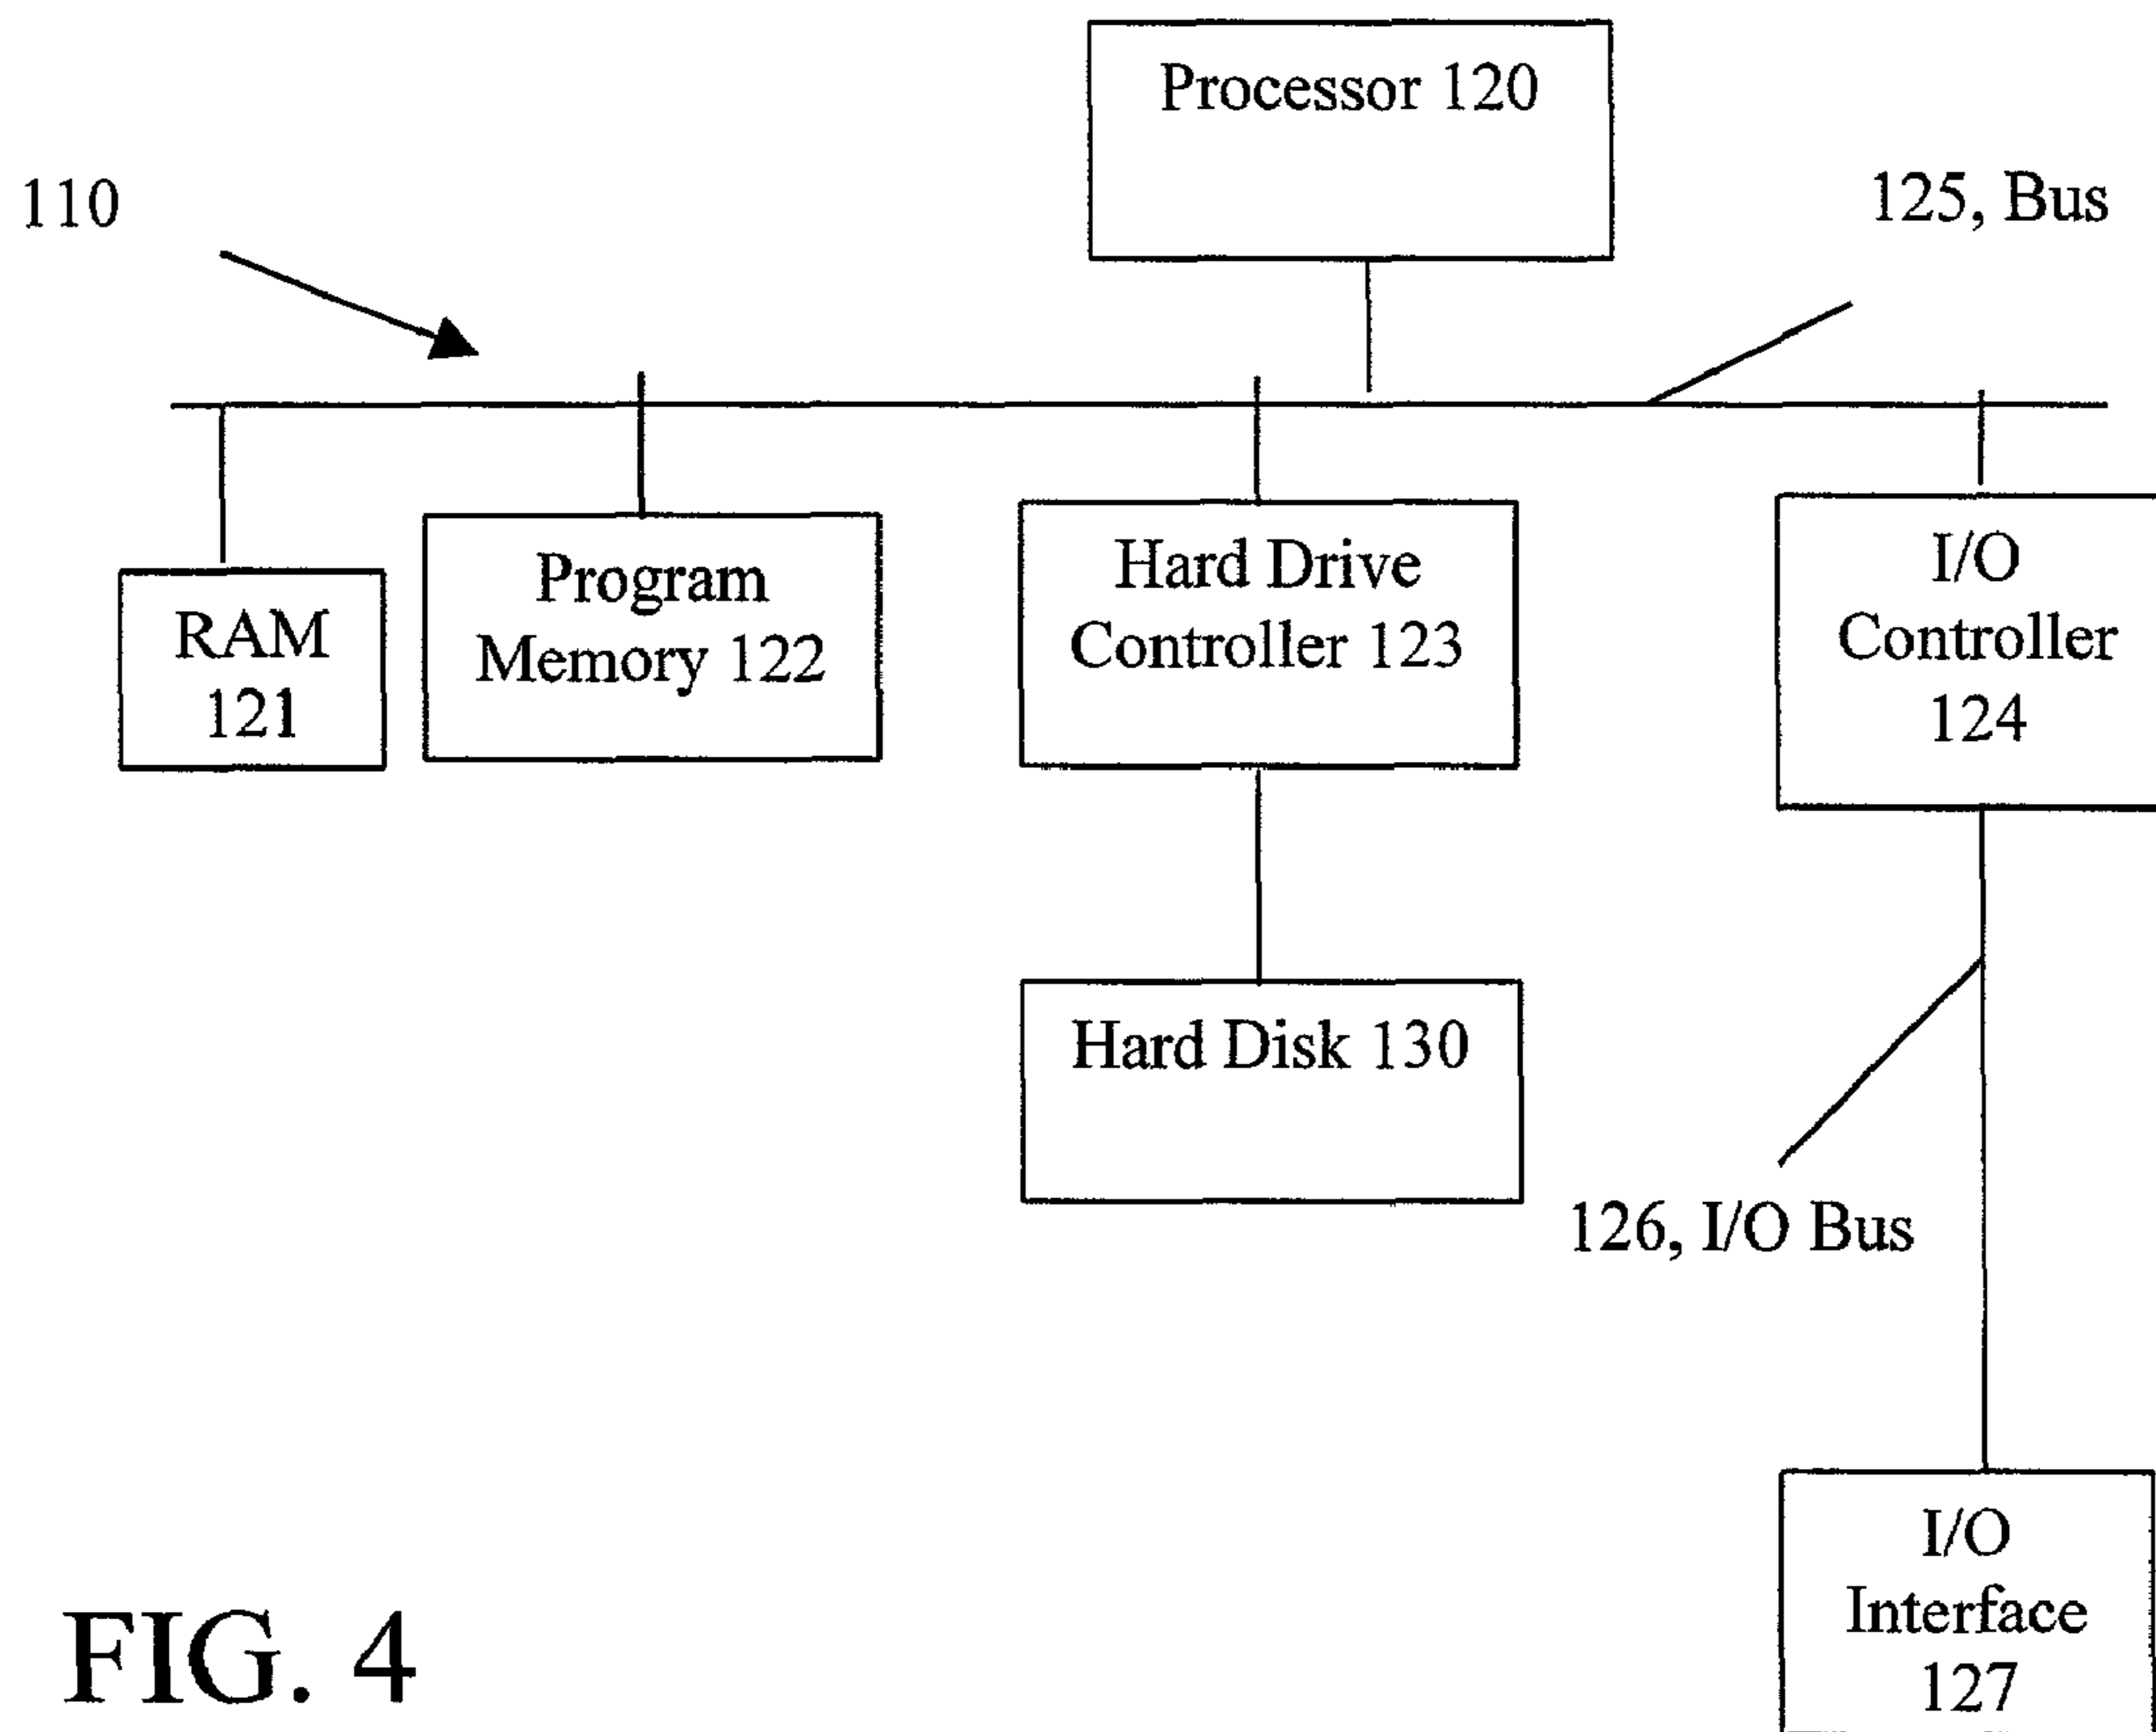 Processor 120
110
125, Bus
RAM
121
Program
Memory 122
Hard Drive
Controller 123
I/O
Controller
124
Hard Disk 130
126, I/O Bus
I/O
Interface
127
FIG. 4